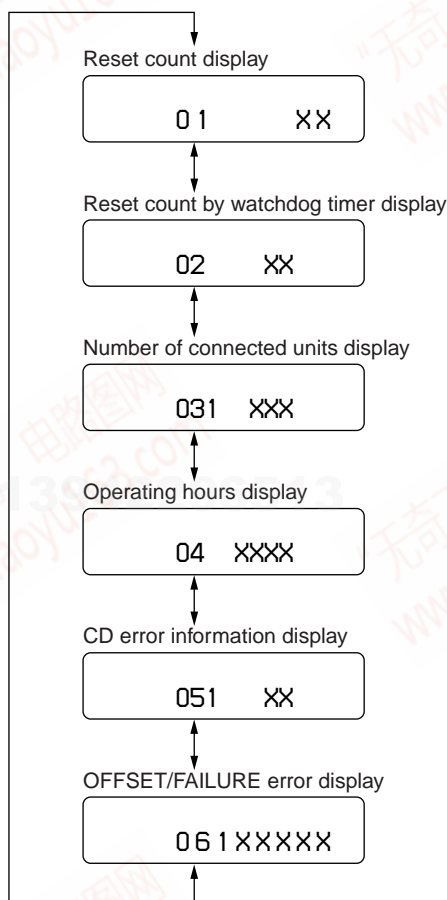 Reset count display
01 XX
Reset count by watchdog timer display
02 XX
Number of connected units display
031 XXX
Operating hours display
04 XXXX
CD error information display
051 XX
OFFSET/FAILURE error display
061XXXXX